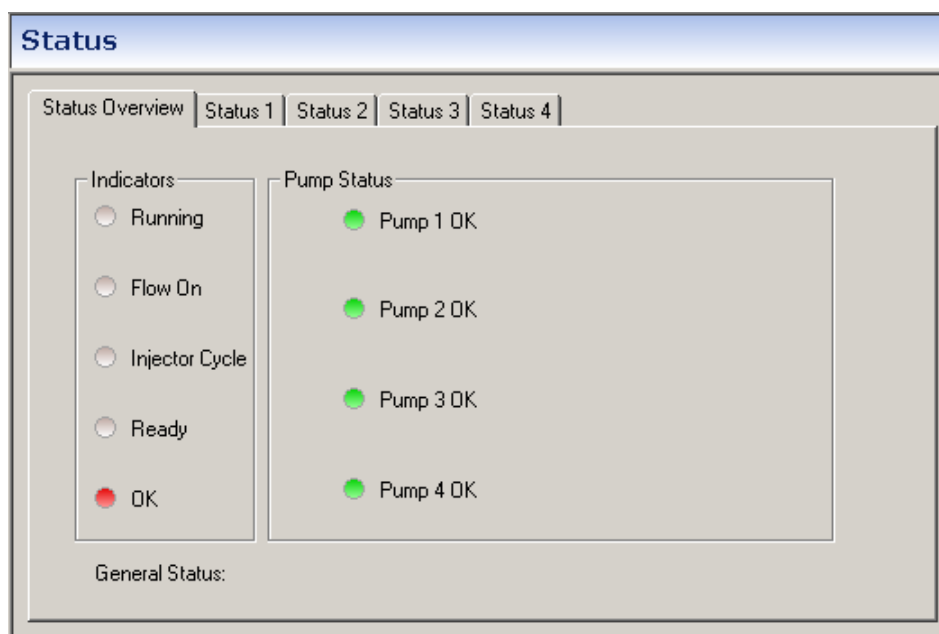 Status
Status Overview
Status 1
Status 2
Status 3
Status 4
Indicators
Running
Flow On
Injector Cycle
Ready
OK
Pump Status
Pump 1 OK
Pump 2 OK
Pump 3 OK
Pump 4 OK
General Status: